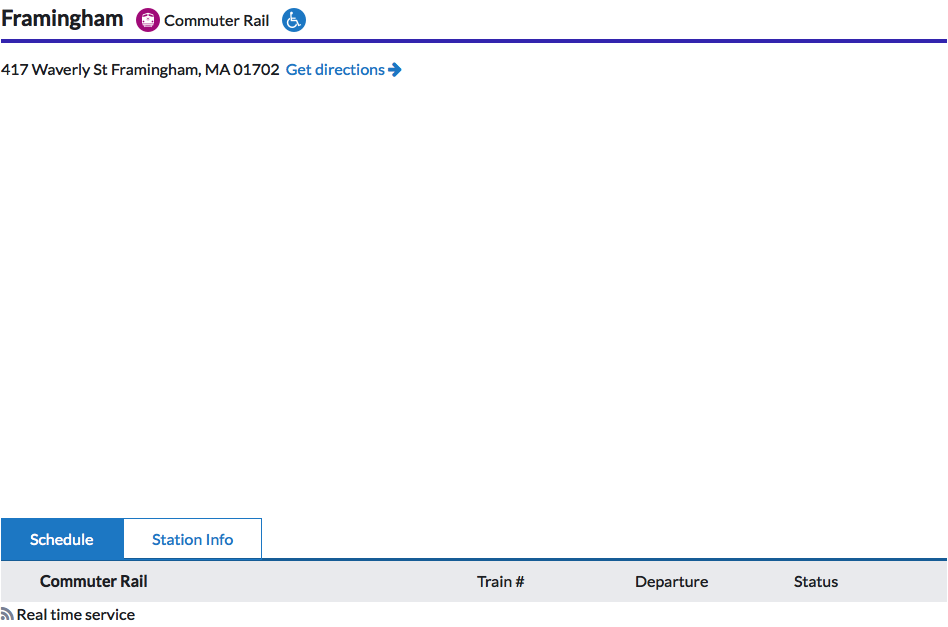 Framingham Commuter Rail
417 Waverly St Framingham, MA 01702 Get directions
Schedule Station Info
Commuter Rail Train # Departure Status
Real time service